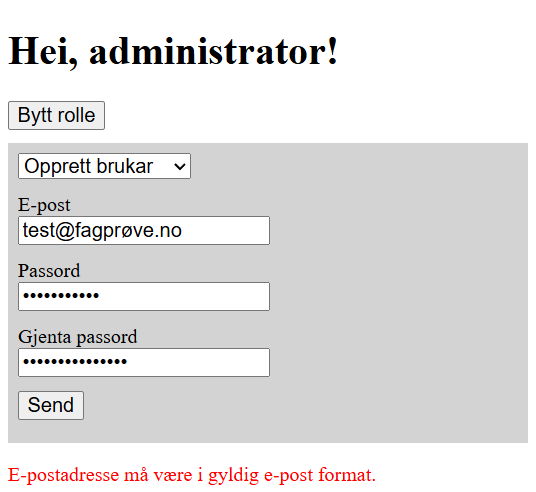 Hei, administrator!
Bytt rolle
Opprett brukar
E-post
test@fagprøve.no
Passord
•••••••••••
Gjenta passord
•••••••••••••••
Send
E-postadresse må være i gyldig e-post format.